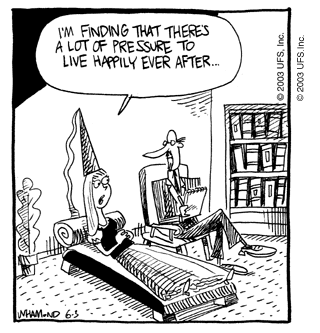 I'M FINDING THAT THERE'S
A LOT OF PRESSURE TO
LIVE HAPPILY EVER AFTER...
© 2003 UFS, Inc.
© 2003 UFS, Inc.
WHAMOND 6-3